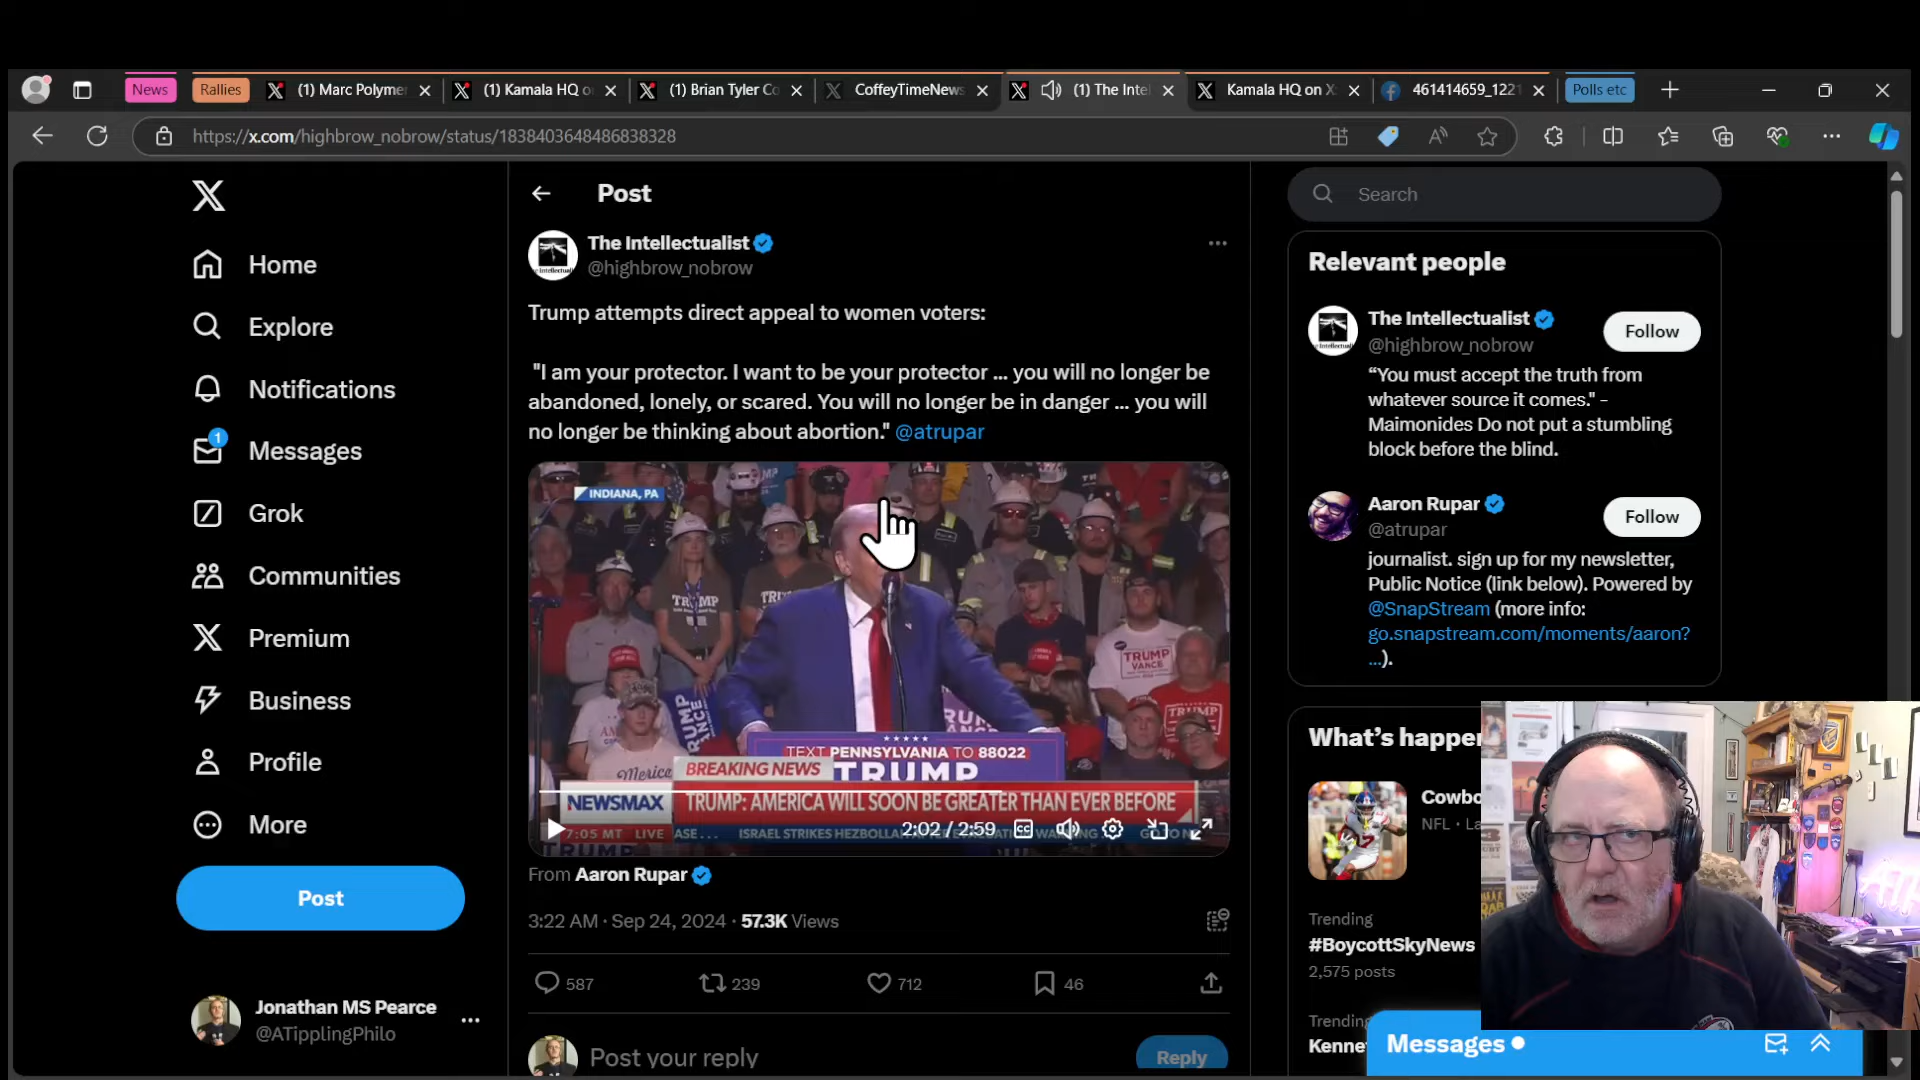 News
Rallies
(1) Marc Polyme
(1) Kamala HQ o
(1) Brian Tyler Co
CoffeyTimeNews
(1) The Intel
Kamala HQ on X
461414659_1221
Polls etc
https://x.com/highbrow_nobrow/status/1838403648486838328
Home
Explore
Notifications
1
Messages
Grok
Communities
Premium
Business
Profile
More
Post
Jonathan MS Pearce
@ATipplingPhilo
Post
The Intellectualist
@highbrow_nobrow
Trump attempts direct appeal to women voters:
"I am your protector. I want to be your protector ... you will no longer be
abandoned, lonely, or scared. You will no longer be in danger ... you will
no longer be thinking about abortion." @atrupar
INDIANA, PA
TRUMP
TRUMP
VANCE
TRUMP
TRUMP
VANCE
TEXT PENNSYLVANIA TO 88022
TRUMP
BREAKING NEWS
NEWSMAX
TRUMP: AMERICA WILL SOON BE GREATER THAN EVER BEFORE
7:05 MT LIVE
ISRAEL STRIKES HEZBOLLA
2:02 / 2:59
From Aaron Rupar
3:22 AM · Sep 24, 2024 · 57.3K Views
587
239
712
46
Post your reply
Reply
Search
Relevant people
The Intellectualist
@highbrow_nobrow
Follow
“You must accept the truth from
whatever source it comes." -
Maimonides Do not put a stumbling
block before the blind.
Aaron Rupar
@atrupar
Follow
journalist. sign up for my newsletter,
Public Notice (link below). Powered by
@SnapStream (more info:
go.snapstream.com/moments/aaron?
...).
What’s happe
Cowbo
NFL · La
Trending
#BoycottSkyNews
2,575 posts
Trending
Kenne
Messages